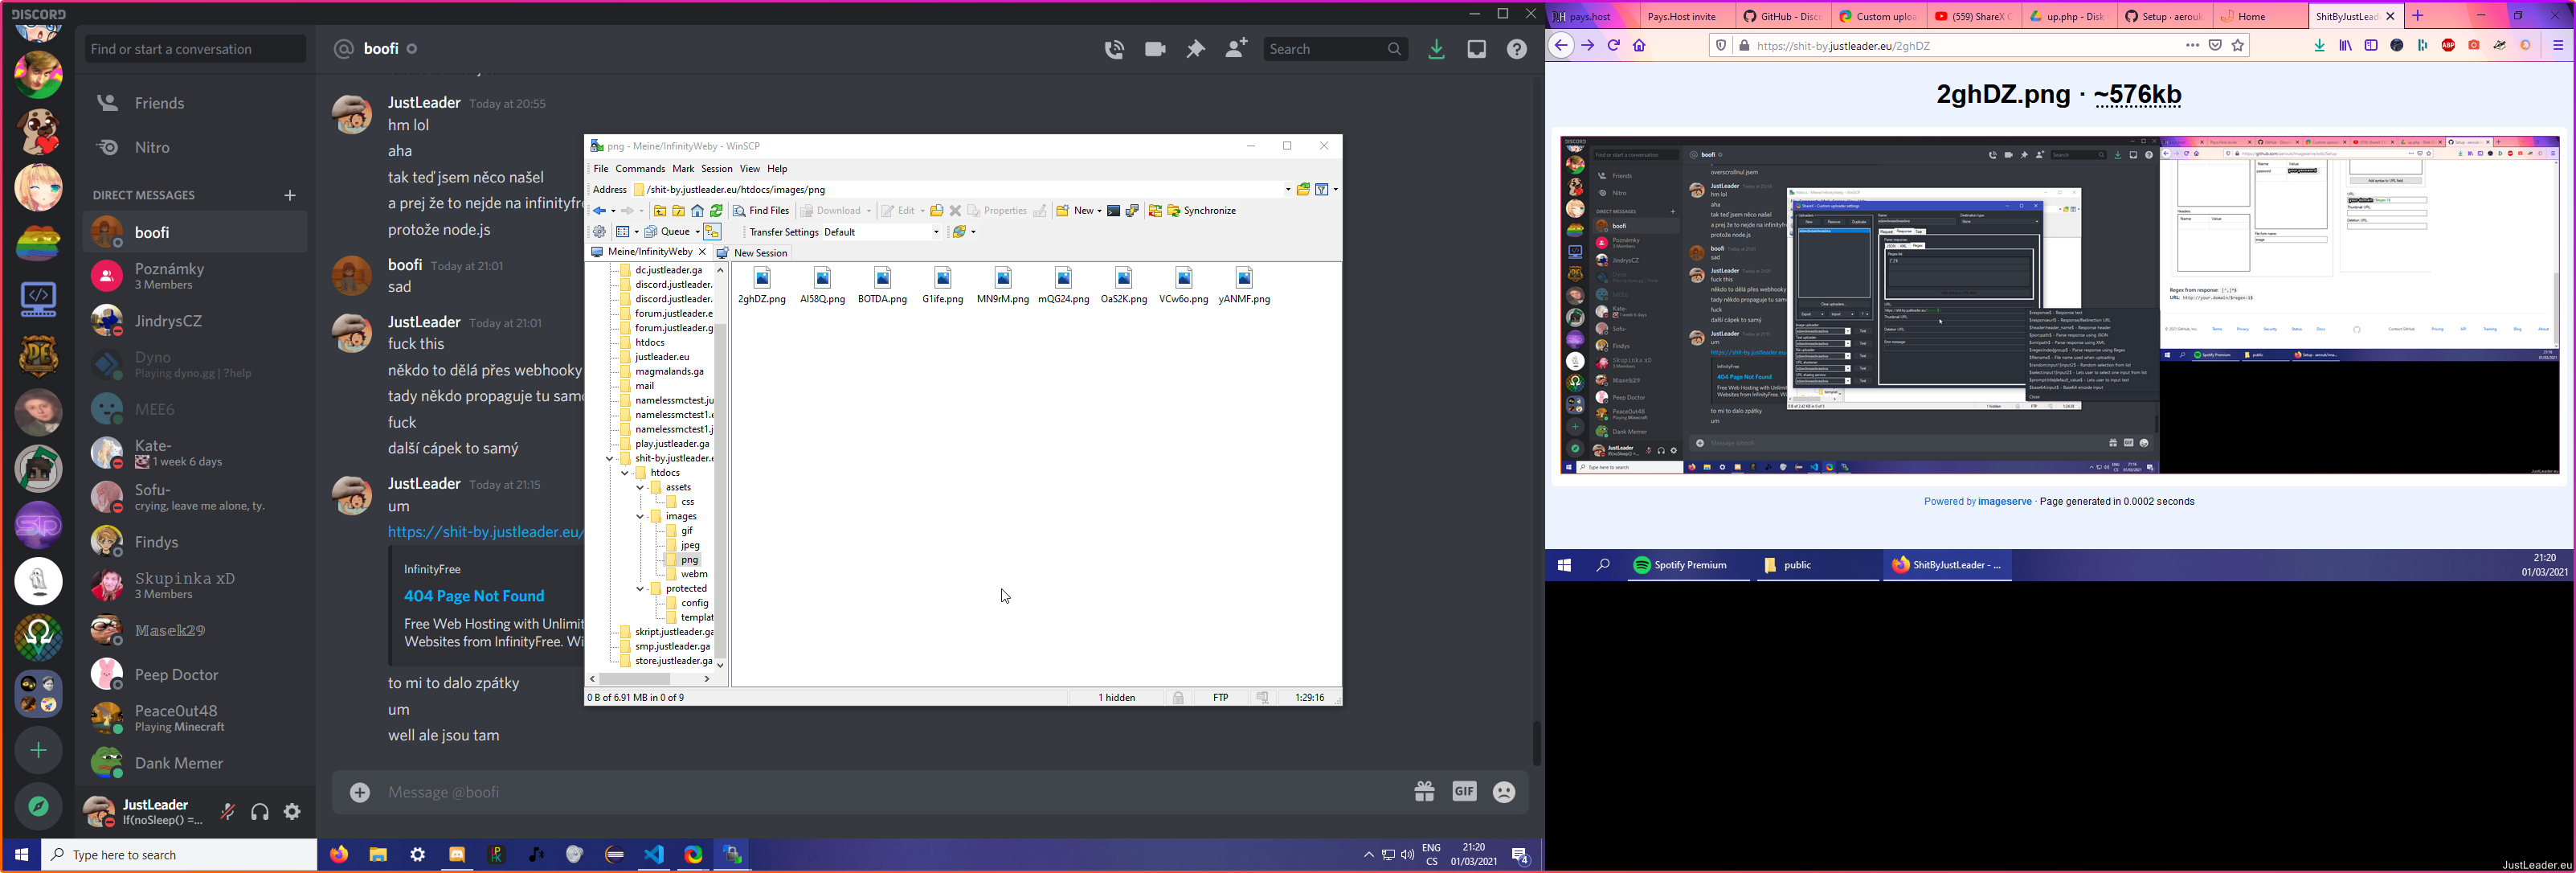 DISCORD
Find or start a conversation
Friends
Nitro
DIRECT MESSAGES
boofi
Poznámky
3 Members
JindrysCZ
Dyno
Playing dyno.gg | ?help
MEE6
Kate-
1 week 6 days
Sofu-
crying, leave me alone, ty.
Findys
Skupinka xD
3 Members
𝕄𝕒𝕤𝕖𝕜𝟚𝟡
Peep Doctor
PeaceOut48
Playing Minecraft
Dank Memer
JustLeader
If(noSleep() =...
boofi
Search
JustLeader Today at 20:55
hm lol
aha
tak teď jsem něco našel
a prej že to nejde na infinityfre
protože node.js
boofi Today at 21:01
sad
JustLeader Today at 21:01
fuck this
někdo to dělá přes webhooky
tady někdo propaguje tu samo
fuck
další cápek to samý
JustLeader Today at 21:15
um
https://shit-by.justleader.eu/
InfinityFree
404 Page Not Found
Free Web Hosting with Unlimit
Websites from InfinityFree. Wi
to mi to dalo zpátky
um
well ale jsou tam
Message @boofi
GIF
png - Meine/InfinityWeby - WinSCP
File Commands Mark Session View Help
Address /shit-by.justleader.eu/htdocs/images/png
Find Files Download Edit Properties New Synchronize
Queue Transfer Settings Default
Meine/InfinityWeby New Session
dc.justleader.ga
discord.justleader.
discord.justleader.
forum.justleader.e
forum.justleader.g
htdocs
justleader.eu
magmalands.ga
mail
namelessmctest.ju
namelessmctest1.e
namelessmctest1.j
play.justleader.ga
shit-by.justleader.e
htdocs
assets
css
images
gif
jpeg
png
webm
protected
config
templat
skript.justleader.ga
smp.justleader.ga
store.justleader.ga
2ghDZ.png AI58Q.png BOTDA.png G1ife.png MN9rM.png mQG24.png OaS2K.png VCw6o.png yANMF.png
0 B of 6.91 MB in 0 of 9 1 hidden FTP 1:29:16
Type here to search
ENG
CS
21:20
01/03/2021
4
pays.host
Pays.Host invite
GitHub - Disco
Custom uploa
(559) ShareX C
up.php - Disk
Setup · aerouk
Home
ShitByJustLead
https://shit-by.justleader.eu/2ghDZ
ABP
2ghDZ.png · ~576kb
Powered by imageserve · Page generated in 0.0002 seconds
Spotify Premium
public
ShitByJustLeader - ...
21:20
01/03/2021
JustLeader.eu